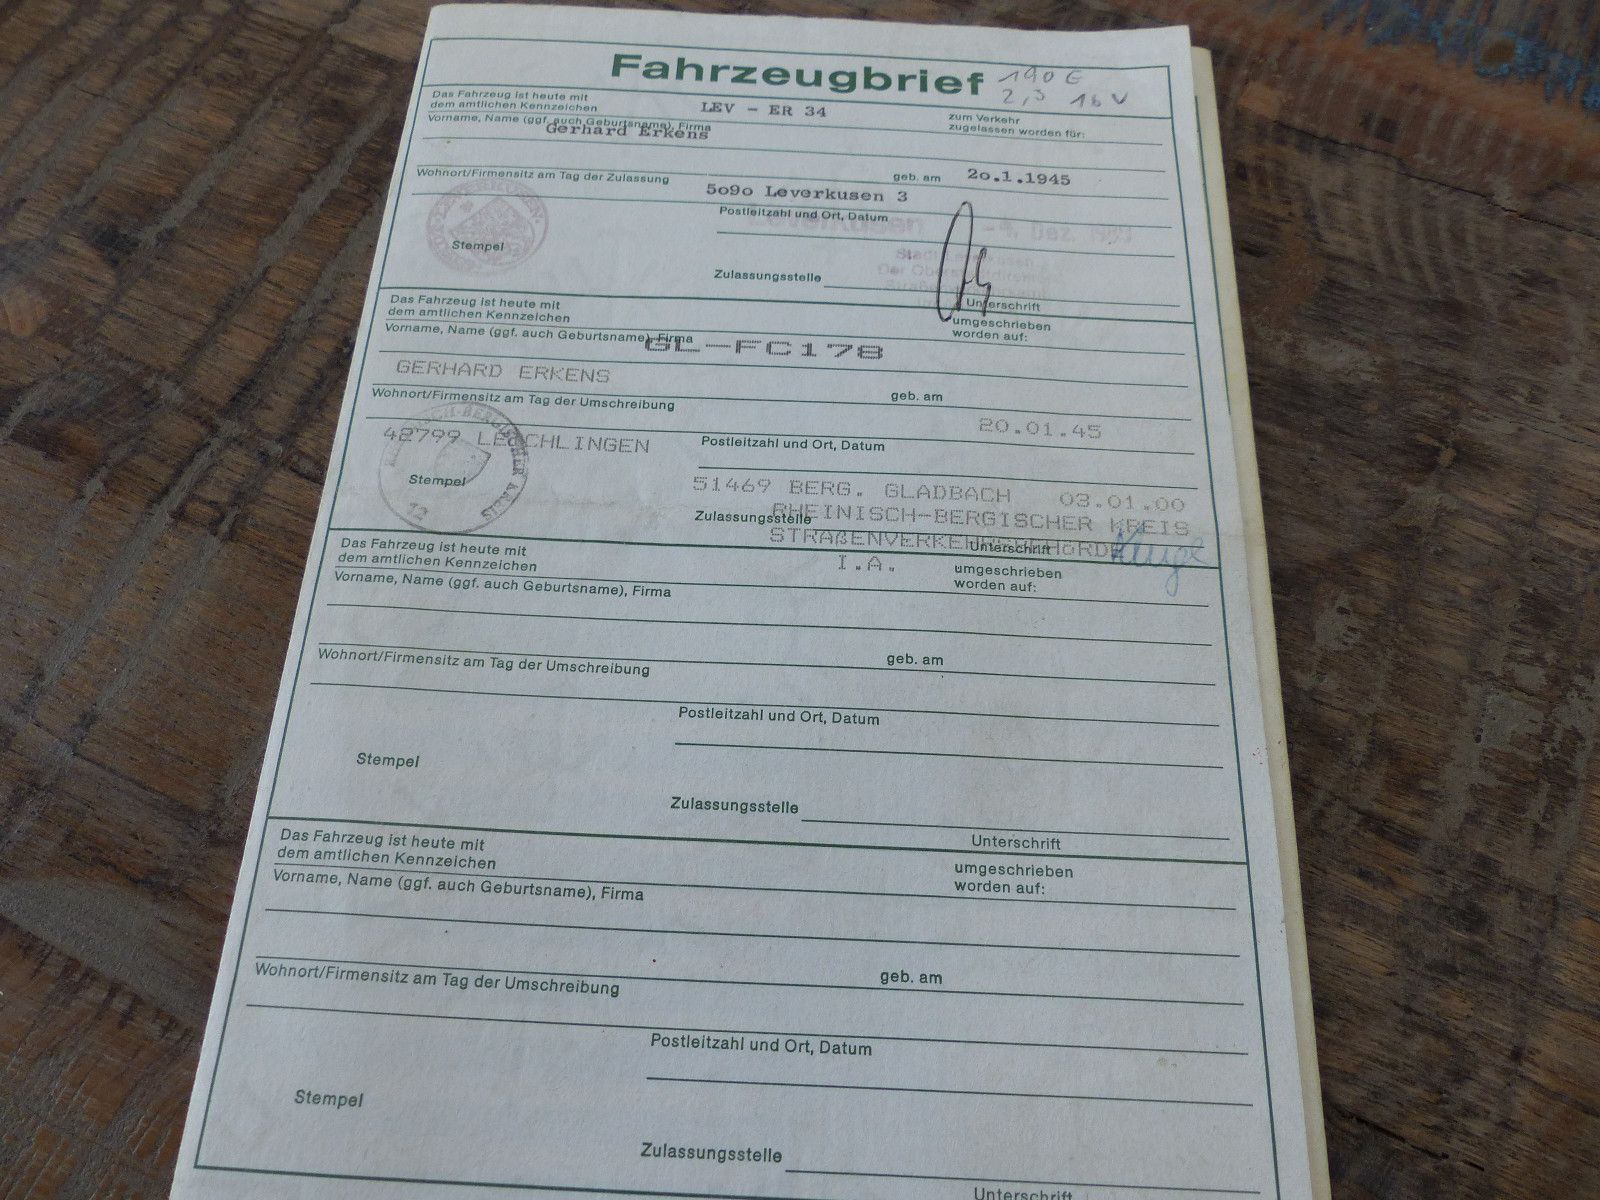 Fahrzeugbrief 190 E
2,3 16 V
Das Fahrzeug ist heute mit
dem amtlichen Kennzeichen LEV - ER 34 zum Verkehr
zugelassen worden für:
Vorname, Name (ggf. auch Geburtsname), Firma
Gerhard Erkens
Wohnort/Firmensitz am Tag der Zulassung geb. am 2o.1.1945
5o9o Leverkusen 3
Postleitzahl und Ort, Datum
Leverkusen -4. Dez.
Stempel
Zulassungsstelle
Unterschrift
Das Fahrzeug ist heute mit
dem amtlichen Kennzeichen
umgeschrieben
worden auf:
Vorname, Name (ggf. auch Geburtsname), Firma
GL-FC178
GERHARD ERKENS
Wohnort/Firmensitz am Tag der Umschreibung geb. am
20.01.45
42799 LEICHLINGEN
Postleitzahl und Ort, Datum
Stempel
12
51469 BERG. GLADBACH 03.01.00
Zulassungsstelle RHEINISCH-BERGISCHER KREIS
STRAßENVERKEHRSBEHÖRDE
Unterschrift
I.A.
Das Fahrzeug ist heute mit
dem amtlichen Kennzeichen
umgeschrieben
worden auf:
Vorname, Name (ggf. auch Geburtsname), Firma
Wohnort/Firmensitz am Tag der Umschreibung geb. am
Postleitzahl und Ort, Datum
Stempel
Zulassungsstelle
Unterschrift
Das Fahrzeug ist heute mit
dem amtlichen Kennzeichen
umgeschrieben
worden auf:
Vorname, Name (ggf. auch Geburtsname), Firma
Wohnort/Firmensitz am Tag der Umschreibung geb. am
Postleitzahl und Ort, Datum
Stempel
Zulassungsstelle
Unterschrift